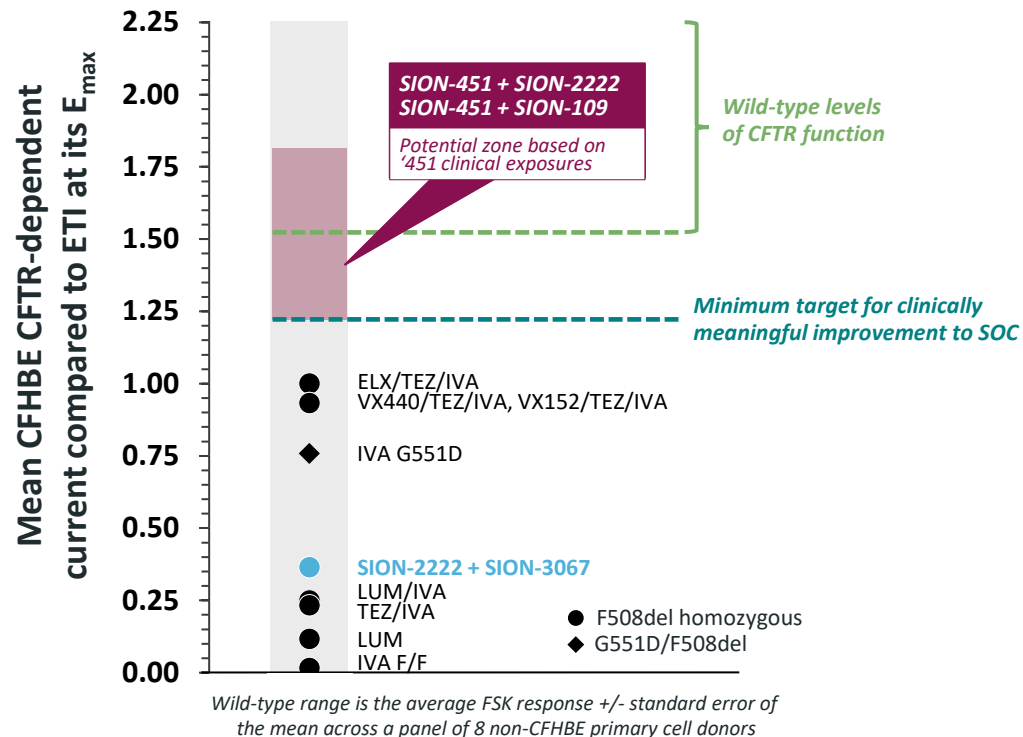 Mean CFHBE CFTR-dependent
current compared to ETI at its Emax
2.25
2.00
1.75
1.50
1.25
1.00
0.75
0.50
0.25
0.00
SION-451 + SION-2222
SION-451 + SION-109
Potential zone based on
‘451 clinical exposures
Wild-type levels
of CFTR function
Minimum target for clinically
meaningful improvement to SOC
ELX/TEZ/IVA
VX440/TEZ/IVA, VX152/TEZ/IVA
IVA G551D
SION-2222 + SION-3067
LUM/IVA
TEZ/IVA
LUM
IVA F/F
F508del homozygous
G551D/F508del
Wild-type range is the average FSK response +/- standard error of
the mean across a panel of 8 non-CFHBE primary cell donors